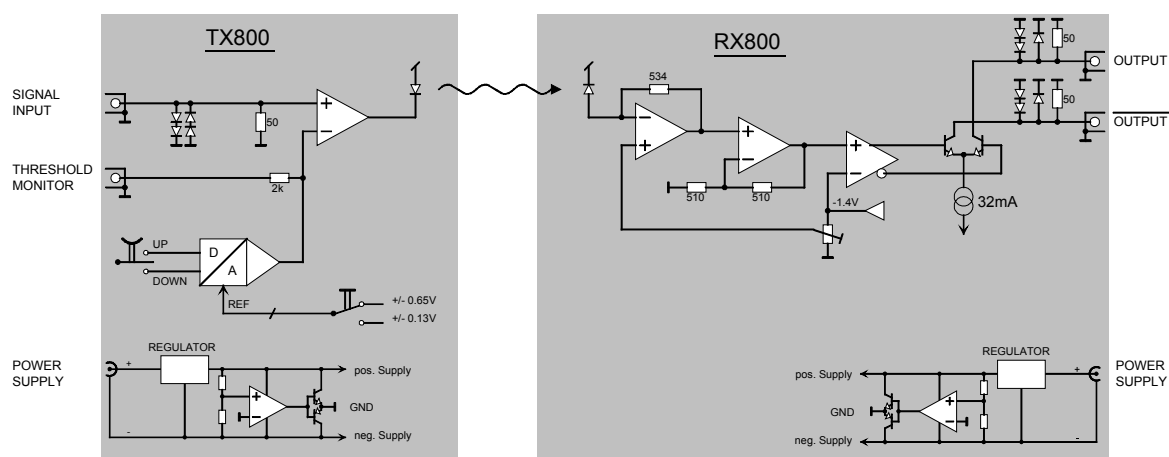 TX800
SIGNAL
INPUT
50
THRESHOLD
MONITOR
2k
UP
DOWN
D
A
REF
+/- 0.65V
+/- 0.13V
POWER
SUPPLY
+
-
REGULATOR
pos. Supply
GND
neg. Supply
+
-
+
-
RX800
534
-
+
+
-
510
510
+
-
-1.4V
32mA
50
OUTPUT
50
OUTPUT
REGULATOR
pos. Supply
GND
neg. Supply
+
-
+
-
POWER
SUPPLY